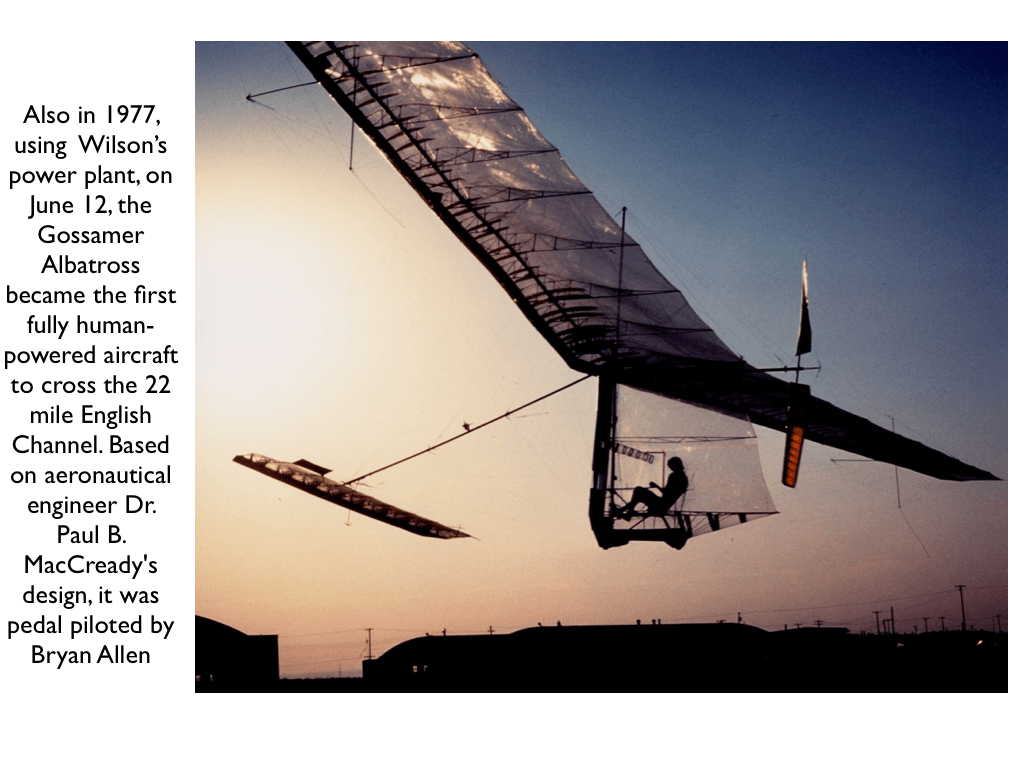 Also in 1977,
using Wilson’s
power plant, on
June 12, the
Gossamer
Albatross
became the first
fully human-
powered aircraft
to cross the 22
mile English
Channel. Based
on aeronautical
engineer Dr.
Paul B.
MacCready's
design, it was
pedal piloted by
Bryan Allen